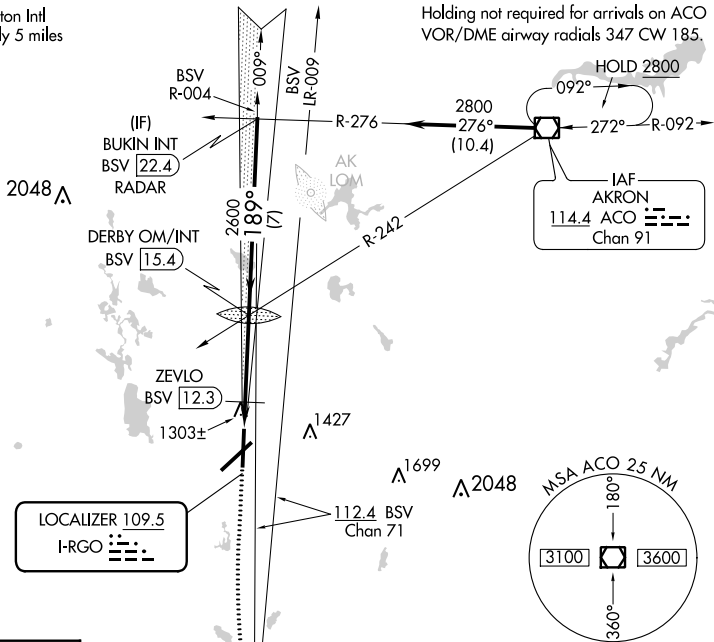 ton Intl
ly 5 miles
Holding not required for arrivals on ACO
VOR/DME airway radials 347 CW 185.
HOLD 2800
092°
272°
R-092
2800
276°
(10.4)
R-276
BSV
R-004
009°
BSV
LR-009
(IF)
BUKIN INT
BSV 22.4
RADAR
2048
AK
LOM
IAF
AKRON
114.4 ACO
Chan 91
2600
189°
(7)
R-242
DERBY OM/INT
BSV 15.4
ZEVLO
BSV 12.3
1303±
1427
1699
2048
LOCALIZER 109.5
I-RGO
112.4 BSV
Chan 71
MSA ACO 25 NM
180°
3100
3600
360°